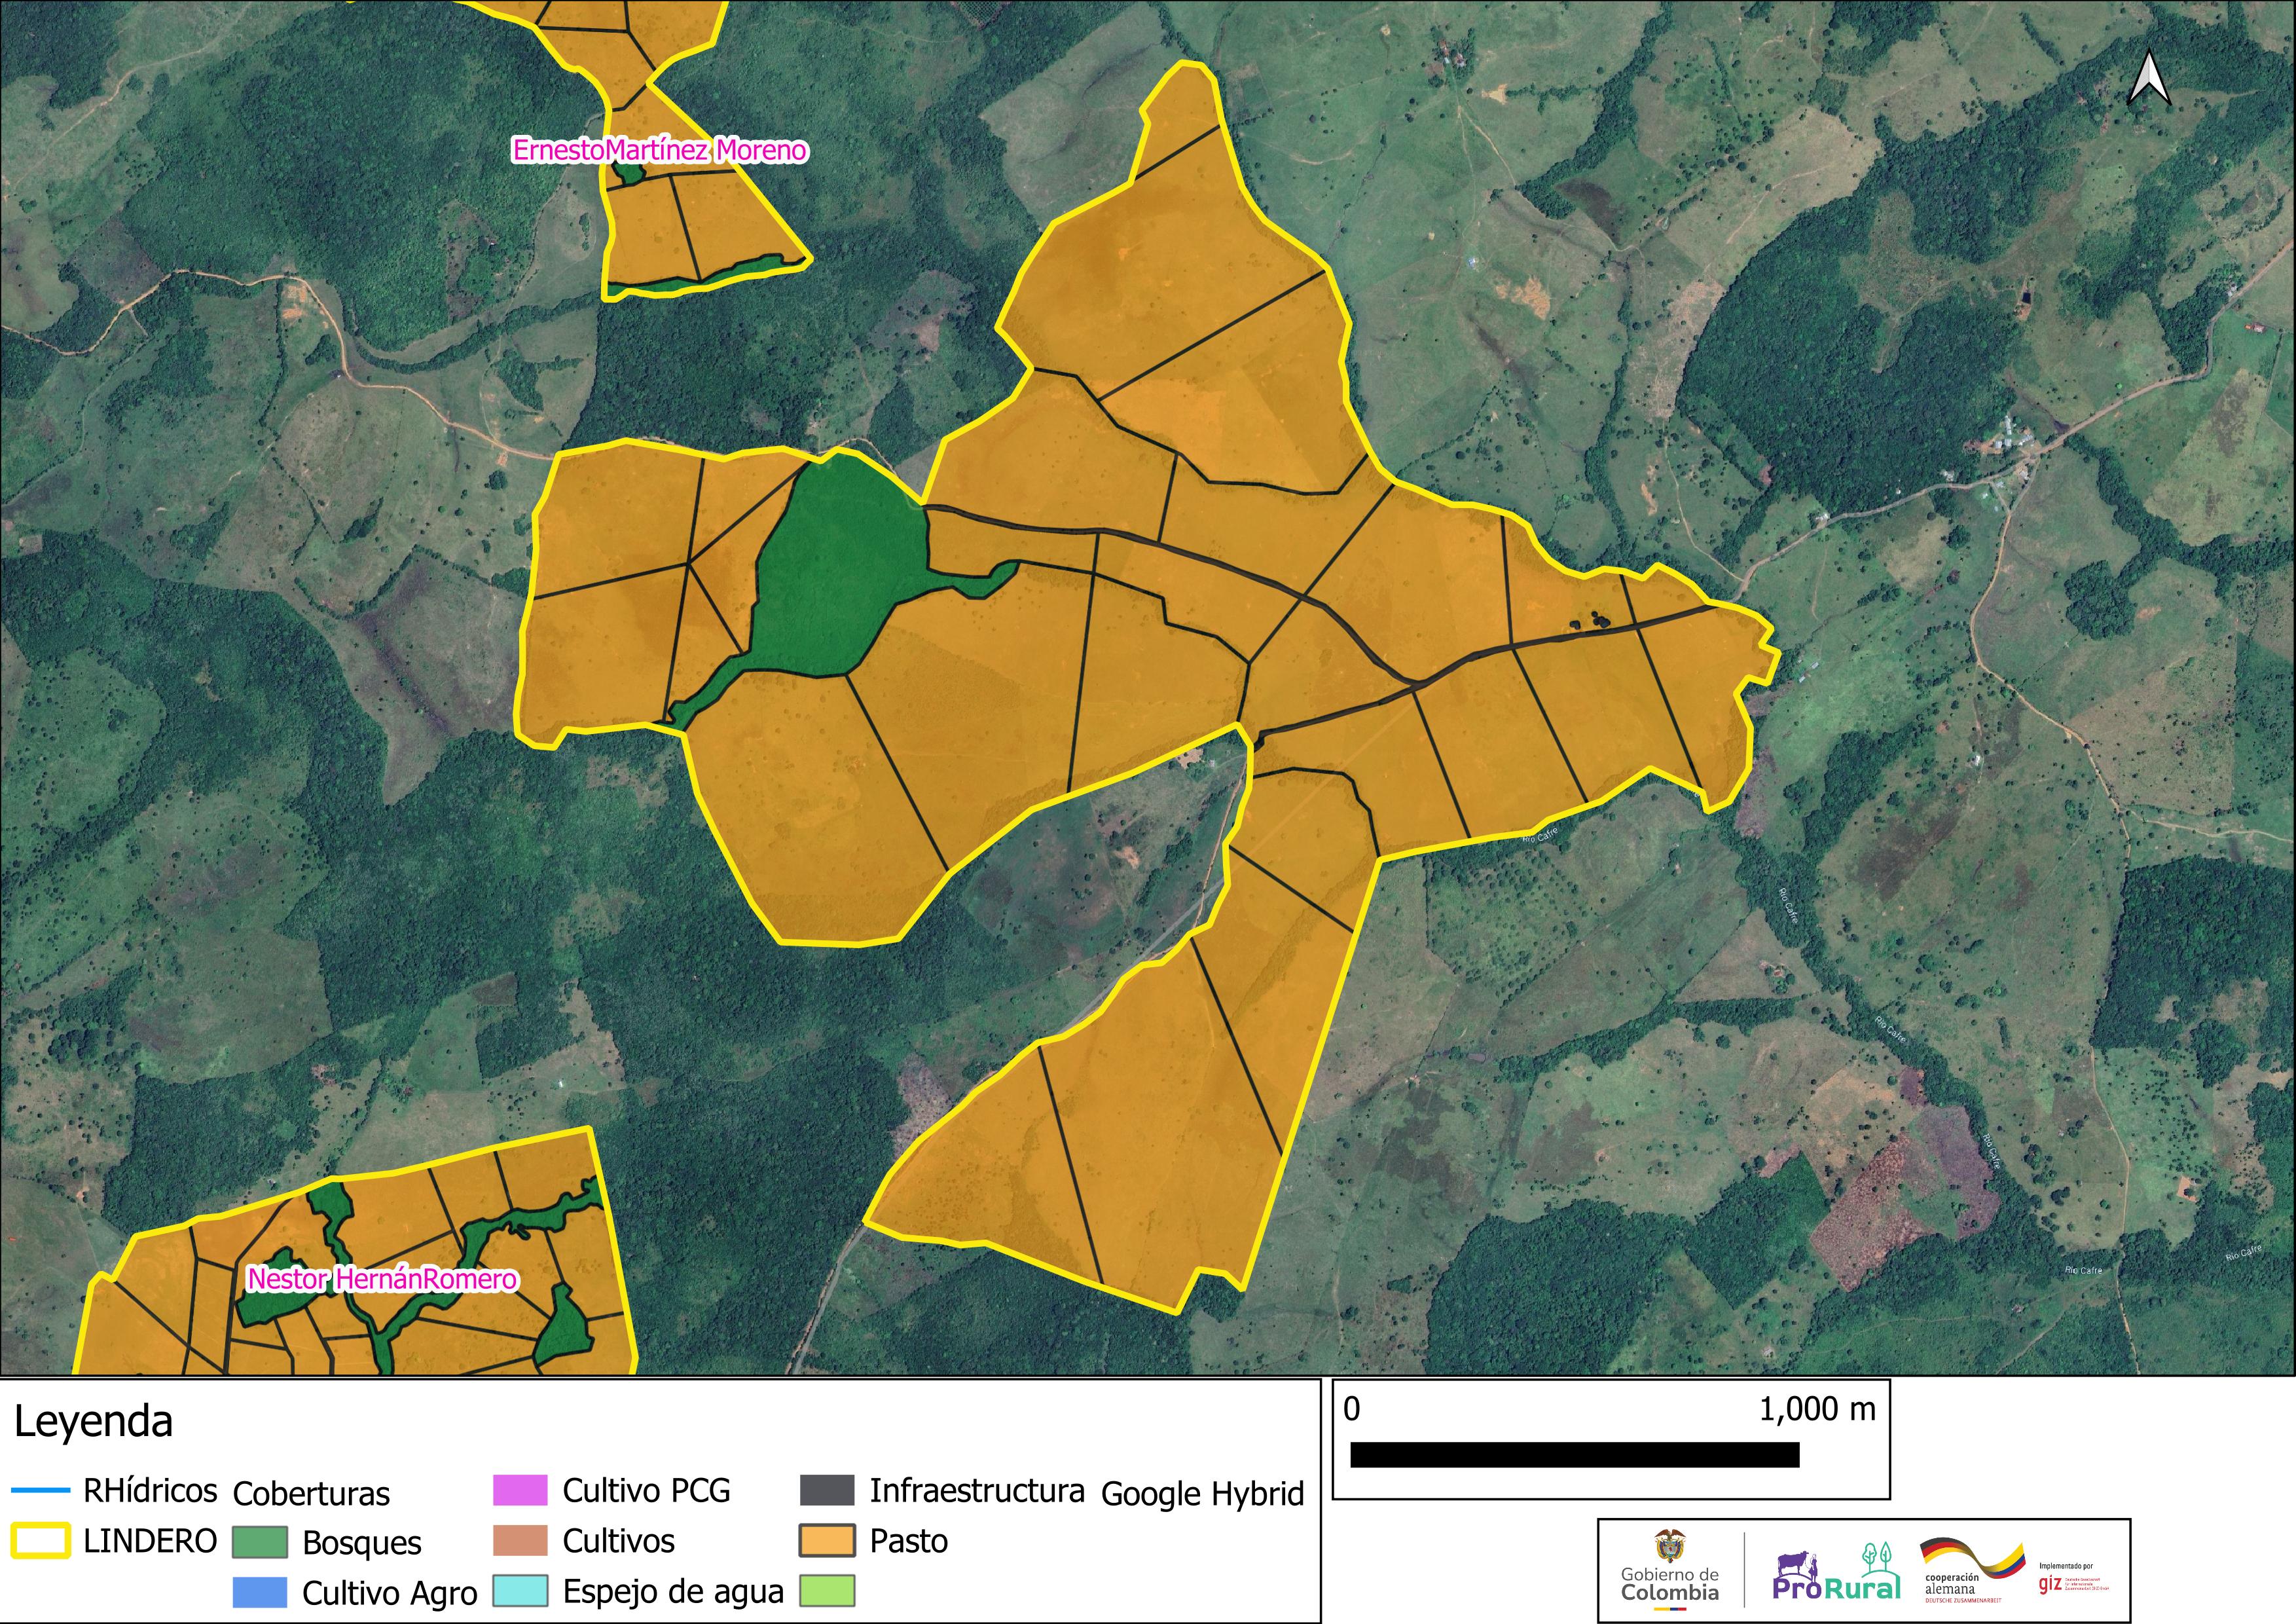 ErnestoMartínez Moreno
Río Cafre
Río Cafre
Río Cafre
Río Cafre
Río Cafre
Río Cafre
Nestor HernánRomero
Leyenda
RHídricos
LINDERO
Coberturas
Bosques
Cultivo Agro
Cultivo PCG
Cultivos
Espejo de agua
Infraestructura
Pasto
Google Hybrid
0 1,000 m
Gobierno de
Colombia
ProRural
cooperación
alemana
DEUTSCHE ZUSAMMENARBEIT
Implementado por
giz